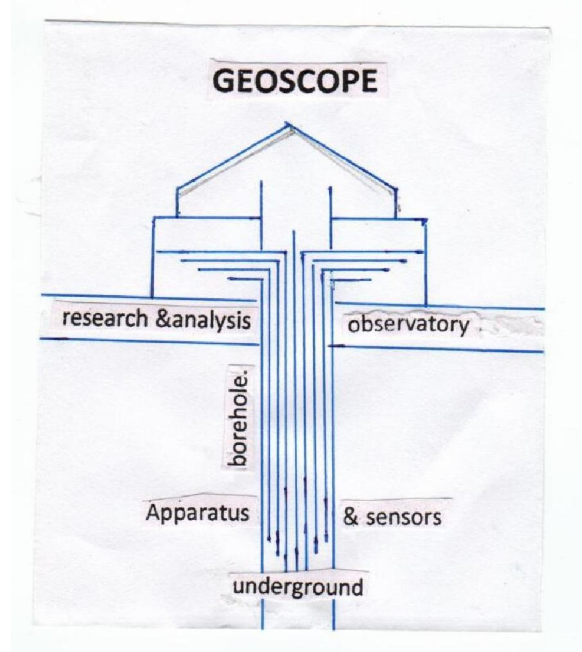 GEOSCOPE
research &analysis
observatory
borehole.
Apparatus
& sensors
underground